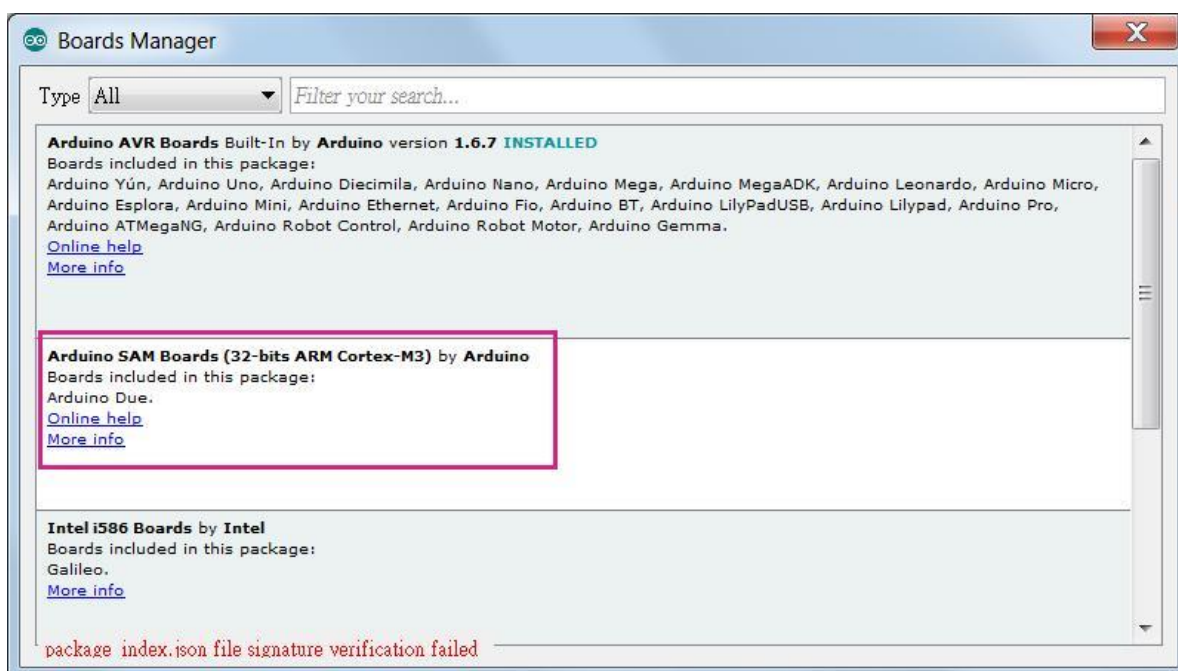 Boards Manager
Type All Filter your search...
Arduino AVR Boards Built-In by Arduino version 1.6.7 INSTALLED
Boards included in this package:
Arduino Yún, Arduino Uno, Arduino Diecimila, Arduino Nano, Arduino Mega, Arduino MegaADK, Arduino Leonardo, Arduino Micro,
Arduino Esplora, Arduino Mini, Arduino Ethernet, Arduino Fio, Arduino BT, Arduino LilyPadUSB, Arduino Lilypad, Arduino Pro,
Arduino ATMegaNG, Arduino Robot Control, Arduino Robot Motor, Arduino Gemma.
Online help
More info
Arduino SAM Boards (32-bits ARM Cortex-M3) by Arduino
Boards included in this package:
Arduino Due.
Online help
More info
Intel i586 Boards by Intel
Boards included in this package:
Galileo.
More info
package_index.json file signature verification failed